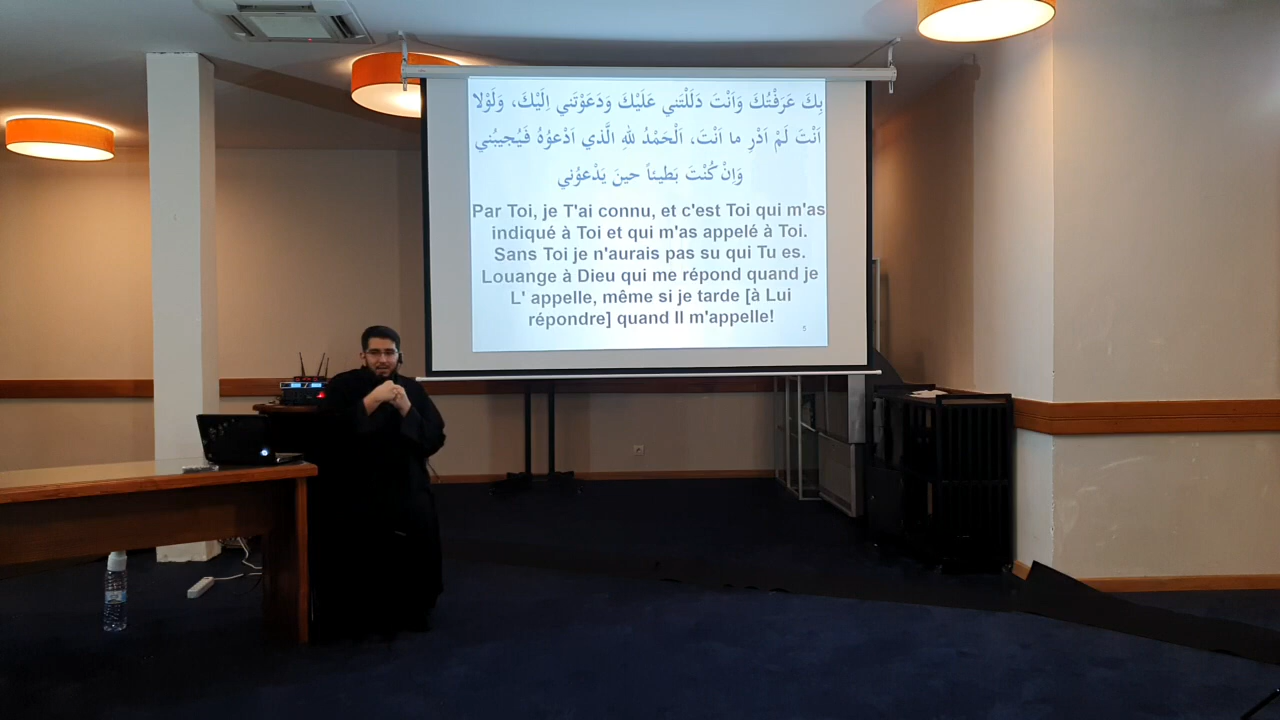 بِكَ عَرَفْتُكَ وَاَنْتَ دَلَلْتَني عَلَيْكَ وَدَعَوْتَني اِلَيْكَ، وَلَوْلا
اَنْتَ لَمْ اَدْرِ ما اَنْتَ، اَلْحَمْدُ للهِ الَّذي اَدْعوُهُ فَيُجيبُني
وَاِنْ كُنْتَ بَطيـئاً حينَ يَدْعوُني
Par Toi, je T'ai connu, et c'est Toi qui m'as
indiqué à Toi et qui m'as appelé à Toi.
Sans Toi je n'aurais pas su qui Tu es.
Louange à Dieu qui me répond quand je
L' appelle, même si je tarde [à Lui
répondre] quand Il m'appelle!
5